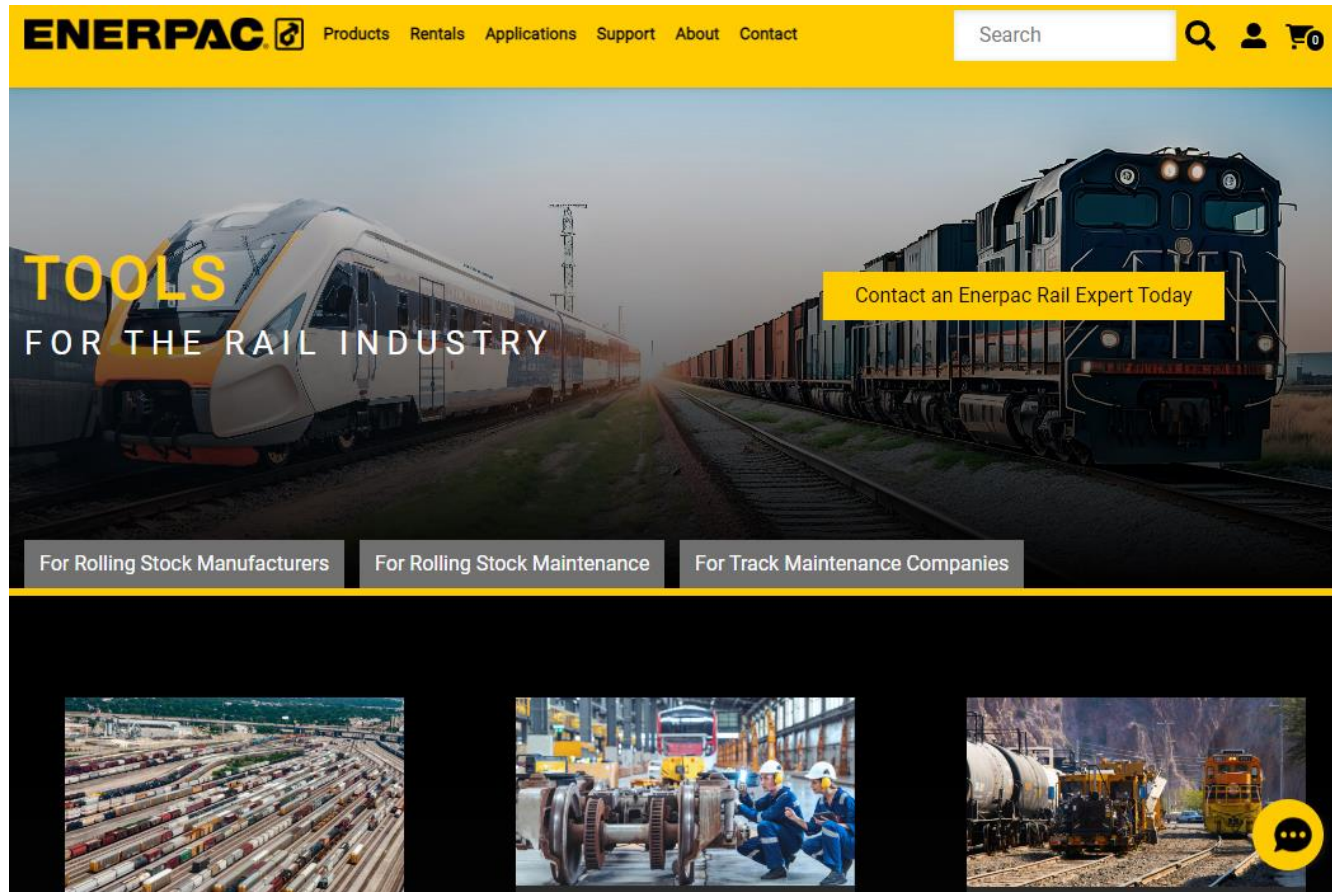 ENERPAC
Products Rentals Applications Support About Contact
Search
0
TOOLS
FOR THE RAIL INDUSTRY
Contact an Enerpac Rail Expert Today
For Rolling Stock Manufacturers
For Rolling Stock Maintenance
For Track Maintenance Companies